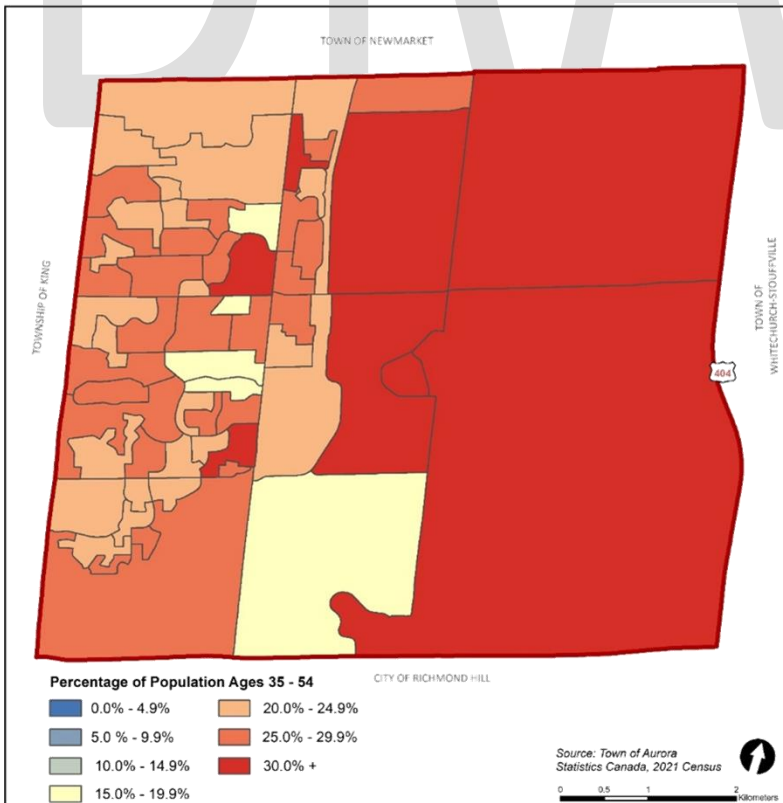 TOWN OF NEWMARKET
TOWNSHIP OF KING
TOWN OF
WHITECHURCH-STOUFFVILLE
404
CITY OF RICHMOND HILL
Percentage of Population Ages 35 - 54
0.0% - 4.9%
5.0 % - 9.9%
10.0% - 14.9%
15.0% - 19.9%
20.0% - 24.9%
25.0% - 29.9%
30.0% +
Source: Town of Aurora
Statistics Canada, 2021 Census
0 0.5 1 2
Kilometers